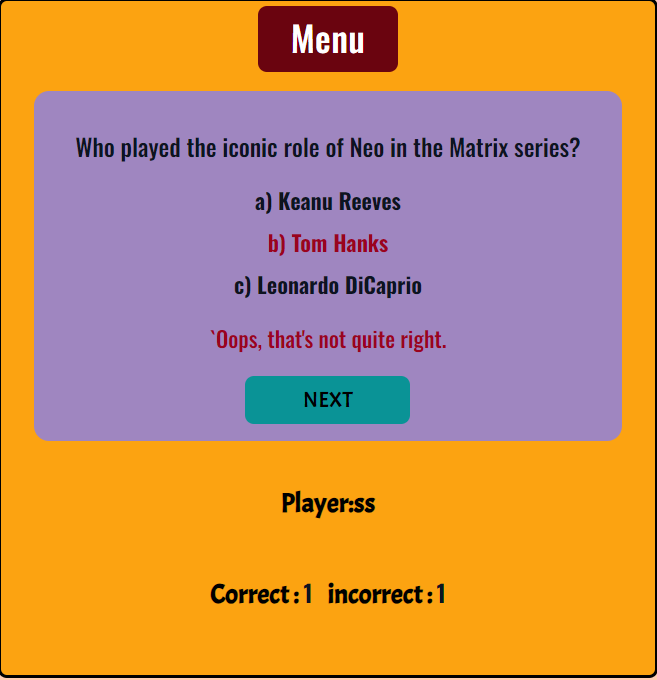 Menu
Who played the iconic role of Neo in the Matrix series?
a) Keanu Reeves
b) Tom Hanks
c) Leonardo DiCaprio
`Oops, that's not quite right.
NEXT
Player:ss
Correct : 1 incorrect : 1